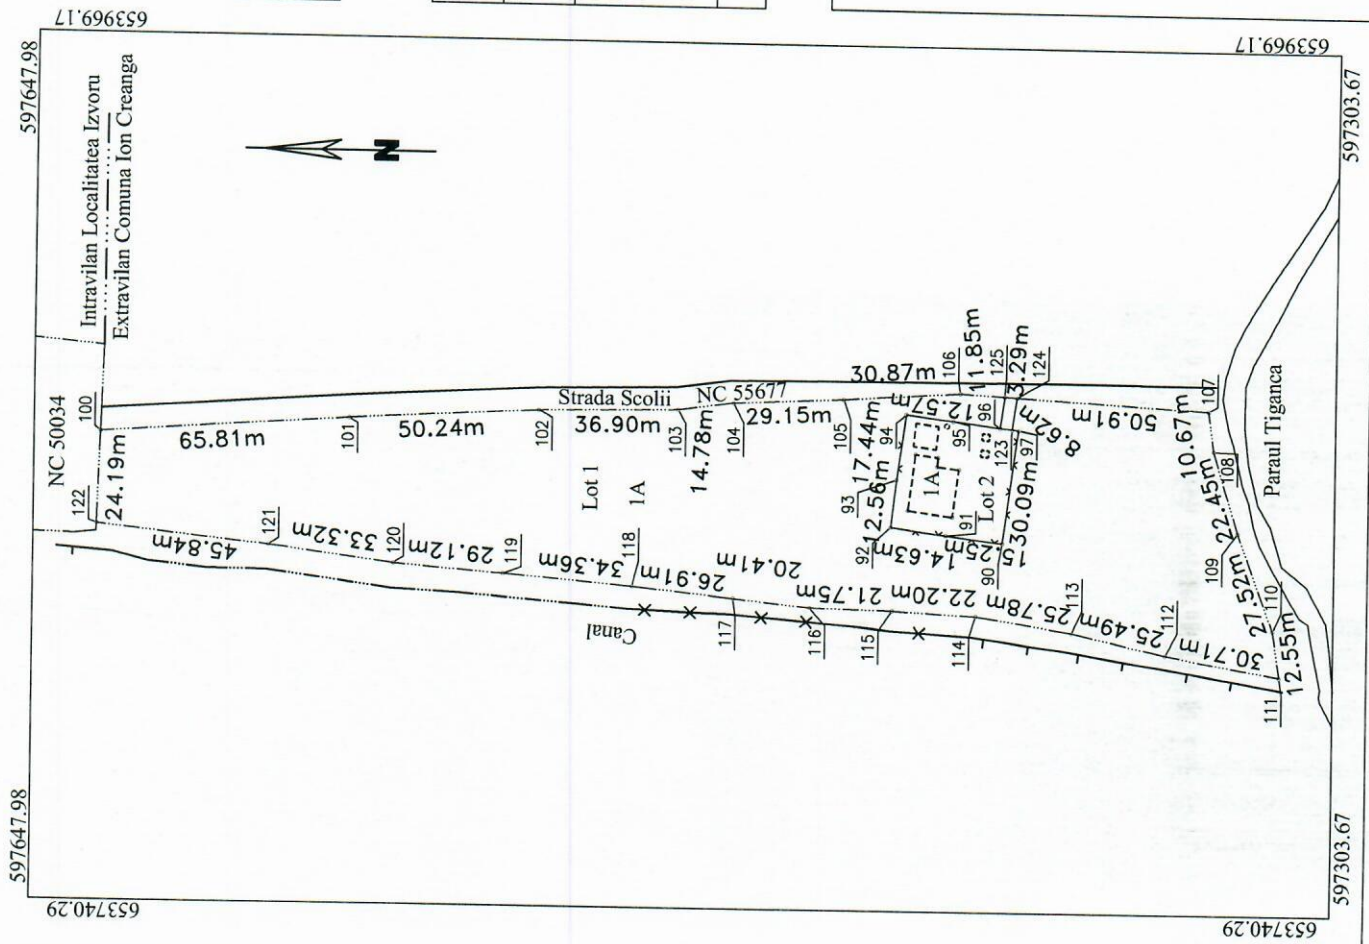 653969.17
653969.17
597647.98
597303.67
Intravilan Localitatea Izvoru
Extravilan Comuna Ion Creanga
N
NC 50034
122
100
24.19m
65.81m
101
50.24m
102
Strada Scolii
NC 55677
36.90m
103
14.78m
104
29.15m
105
30.87m
106
11.85m
125
3.29m
124
50.91m
107
10.67m
108
22.45m
109
27.52m
110
12.55m
111
30.71m
112
25.49m
113
25.78m
114
22.20m
115
21.75m
116
20.41m
117
26.91m
118
34.36m
119
29.12m
120
33.32m
121
45.84m
Lot 1
1A
Canal
93
17.44m
94
12.57m
95
96
123
97
8.62m
12.56m
92
14.63m
91
15.25m
90
30.09m
1A
Lot 2
Paraul Tiganca
597647.98
597303.67
653740.29
653740.29